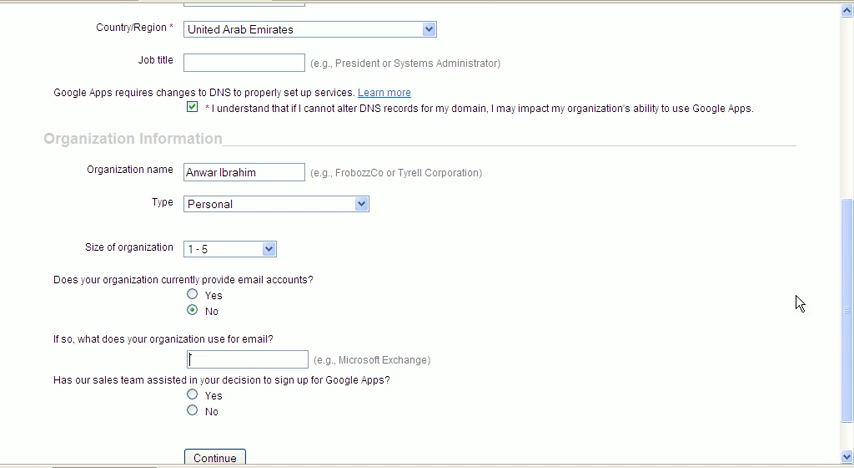 Country/Region * United Arab Emirates
Job title (e.g., President or Systems Administrator)
Google Apps requires changes to DNS to properly set up services. Learn more
* I understand that if I cannot alter DNS records for my domain, I may impact my organization's ability to use Google Apps.
Organization Information
Organization name Anwar Ibrahim (e.g., FrobozzCo or Tyrell Corporation)
Type Personal
Size of organization 1 - 5
Does your organization currently provide email accounts?
Yes
No
If so, what does your organization use for email?
(e.g., Microsoft Exchange)
Has our sales team assisted in your decision to sign up for Google Apps?
Yes
No
Continue